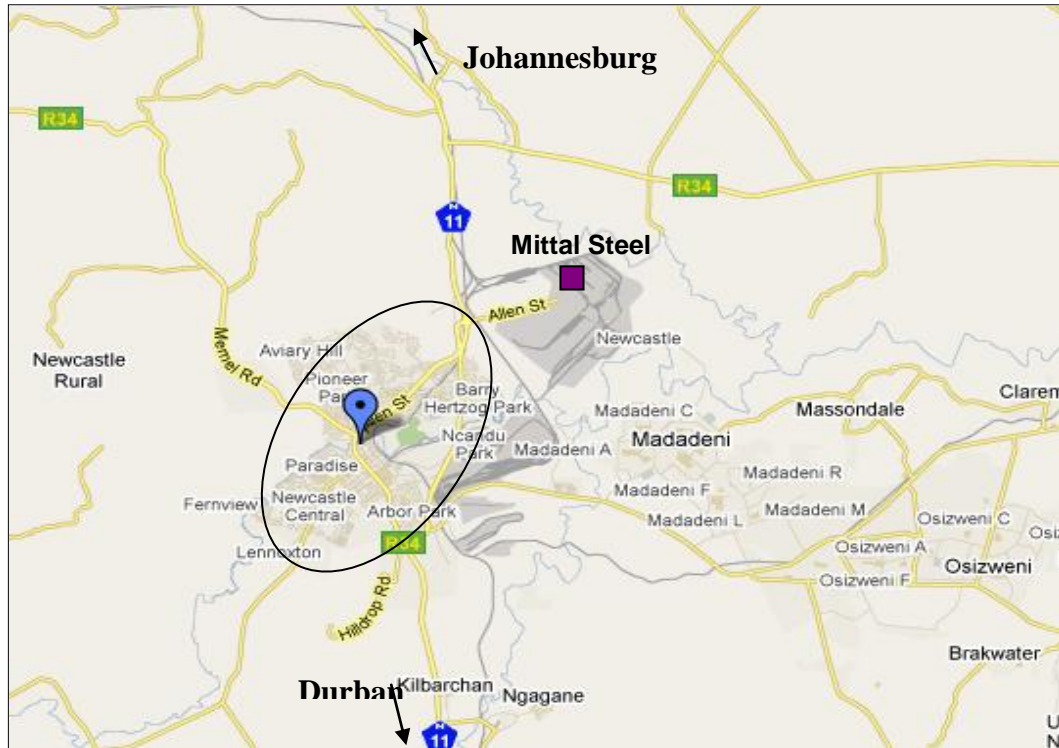 Johannesburg
R34
R34
N
11
Mittal Steel
Allen St
Newcastle
Aviary Hill
Newcastle
Rural
Memel Rd
Pioneer
Allen St
Barry
Hertzog Park
Madadeni C
Massondale
Madadeni
Ncandu
Park
Madadeni A
Paradise
Madadeni R
Madadeni F
Newcastle
Central
Fernview
Arbor Park
Madadeni M
Madadeni L
Osizweni C
R34
Lennoxton
Osizweni A
Osizweni
Osizweni F
Hilldrop Rd
Brakwater
Durban
Kilbarchan
Ngagane
N
11